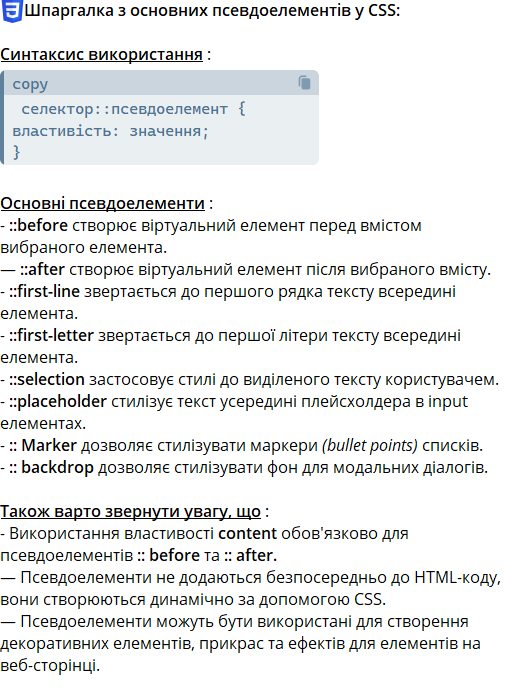 Шпаргалка з основних псевдоелементів у CSS:
Синтаксис використання :
copy
селектор::псевдоелемент {
властивість: значення;
}
Основні псевдоелементи :
- ::before створює віртуальний елемент перед вмістом
вибраного елемента.
— ::after створює віртуальний елемент після вибраного вмісту.
- ::first-line звертається до першого рядка тексту всередині
елемента.
- ::first-letter звертається до першої літери тексту всередині
елемента.
- ::selection застосовує стилі до виділеного тексту користувачем.
- ::placeholder стилізує текст усередині плейсхолдера в input
елементах.
- :: Marker дозволяє стилізувати маркери (bullet points) списків.
- :: backdrop дозволяє стилізувати фон для модальних діалогів.
Також варто звернути увагу, що :
- Використання властивості content обов'язково для
псевдоелементів :: before та :: after.
— Псевдоелементи не додаються безпосередньо до HTML-коду,
вони створюються динамічно за допомогою CSS.
— Псевдоелементи можуть бути використані для створення
декоративних елементів, прикрас та ефектів для елементів на
веб-сторінці.